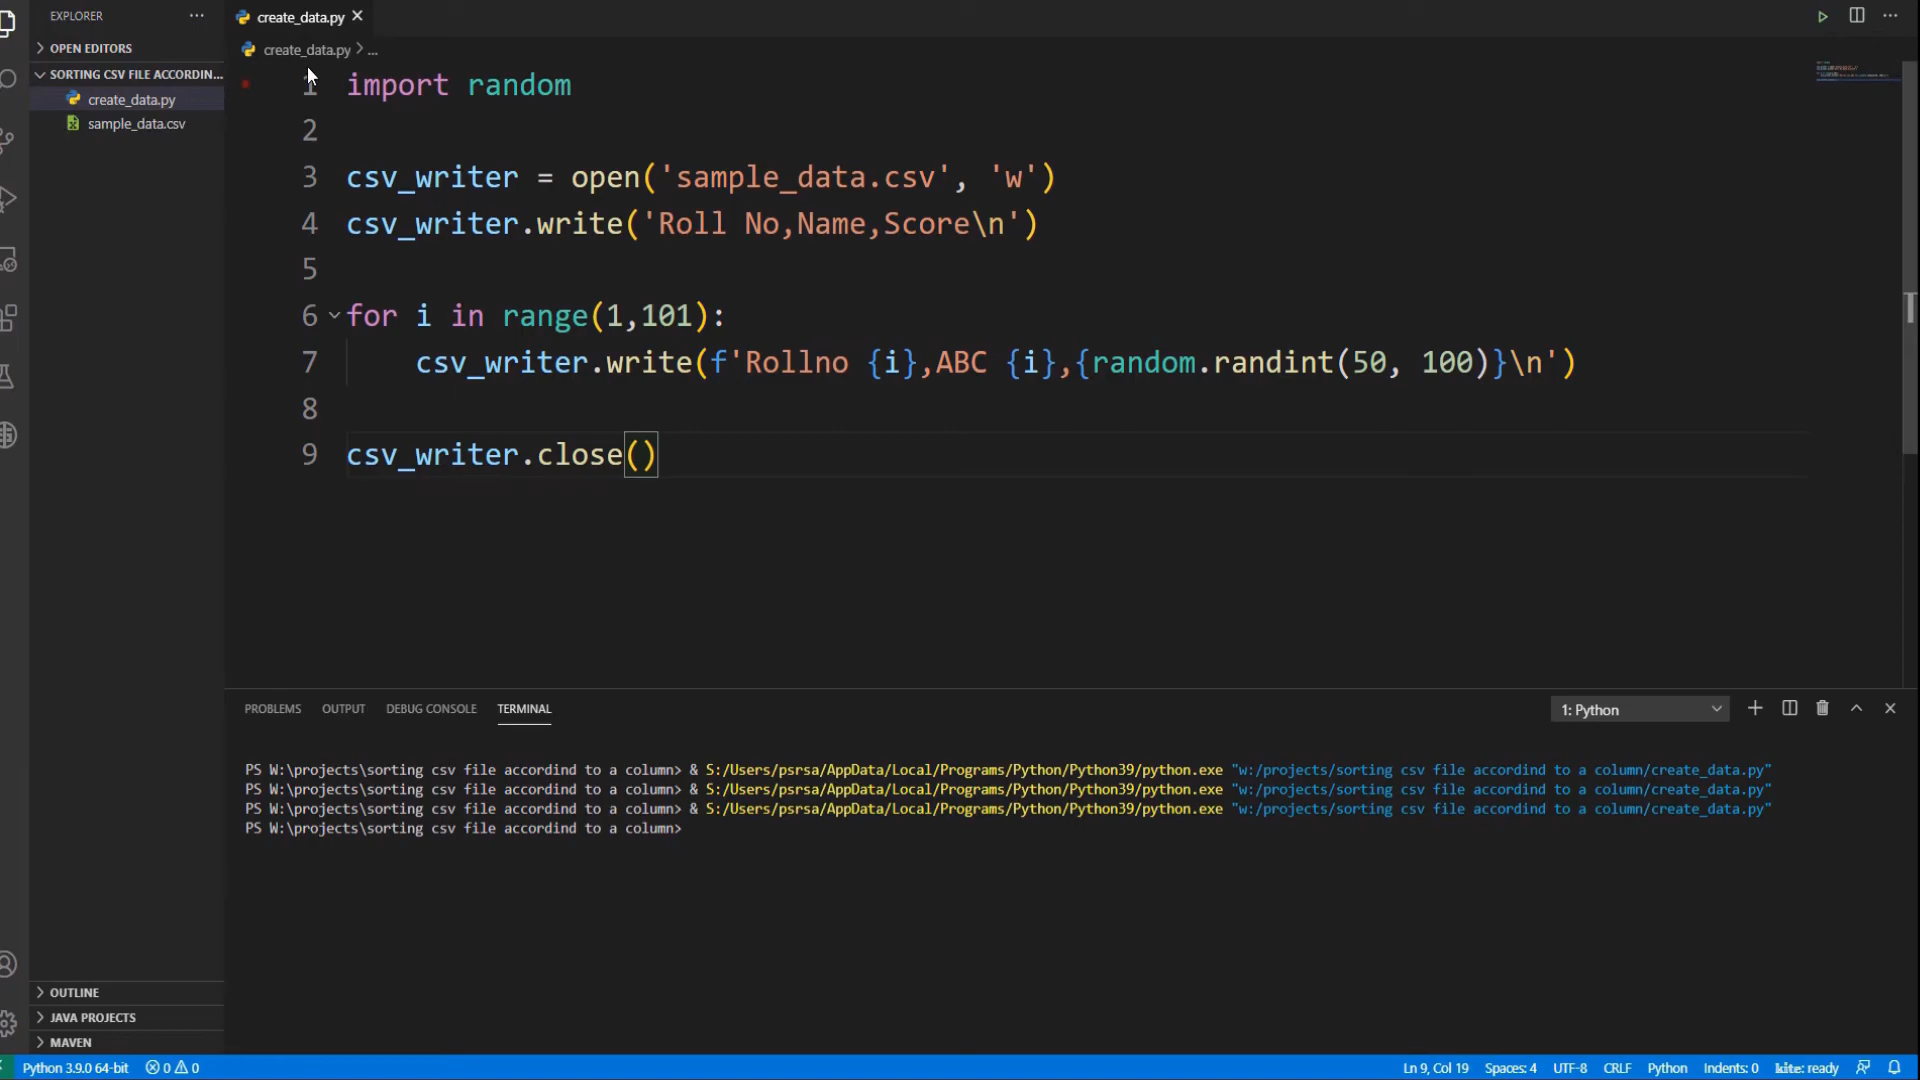 EXPLORER
create_data.py
OPEN EDITORS
create_data.py > ...
SORTING CSV FILE ACCORDIN...
create_data.py
sample_data.csv
1 import random
2
3 csv_writer = open('sample_data.csv', 'w')
4 csv_writer.write('Roll No,Name,Score\n')
5
6 for i in range(1,101):
7 csv_writer.write(f'Rollno {i},ABC {i},{random.randint(50, 100)}\n')
8
9 csv_writer.close()
PROBLEMS OUTPUT DEBUG CONSOLE TERMINAL 1: Python
PS W:\projects\sorting csv file accordind to a column> & S:/Users/psrsa/AppData/Local/Programs/Python/Python39/python.exe "w:/projects/sorting csv file accordind to a column/create_data.py"
PS W:\projects\sorting csv file accordind to a column> & S:/Users/psrsa/AppData/Local/Programs/Python/Python39/python.exe "w:/projects/sorting csv file accordind to a column/create_data.py"
PS W:\projects\sorting csv file accordind to a column> & S:/Users/psrsa/AppData/Local/Programs/Python/Python39/python.exe "w:/projects/sorting csv file accordind to a column/create_data.py"
PS W:\projects\sorting csv file accordind to a column>
OUTLINE
JAVA PROJECTS
MAVEN
Python 3.9.0 64-bit 0 0 Ln 9, Col 19 Spaces: 4 UTF-8 CRLF Python Indents: 0 kite: ready